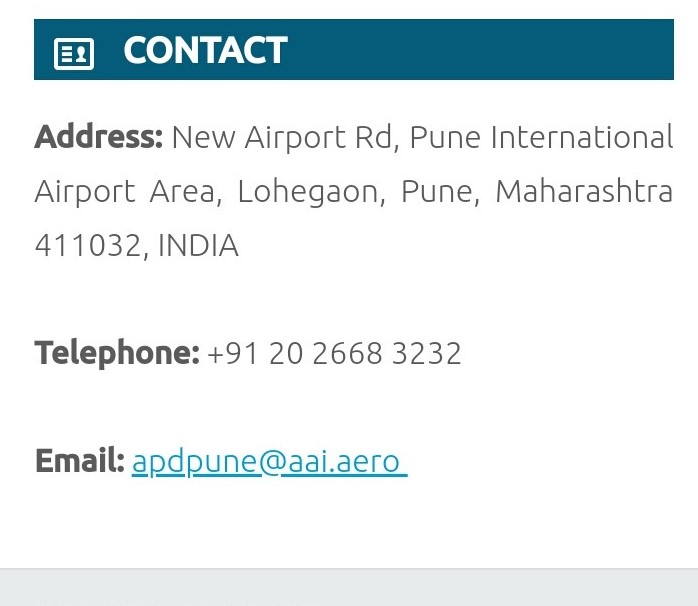 CONTACT
Address: New Airport Rd, Pune International
Airport Area, Lohegaon, Pune, Maharashtra
411032, INDIA
Telephone: +91 20 2668 3232
Email: apdpune@aai.aero